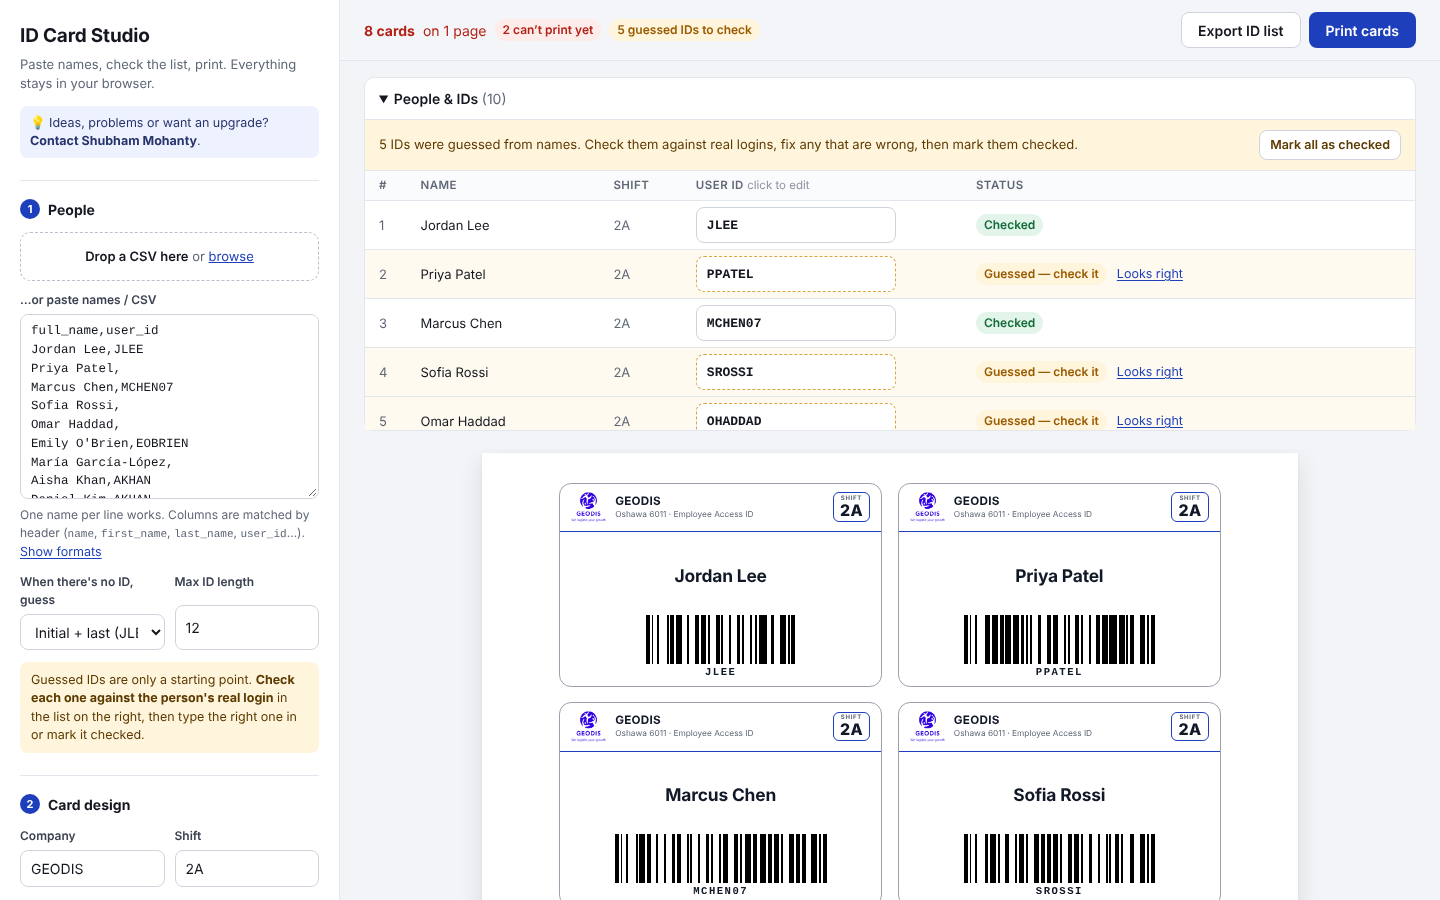 ID Card Studio
Paste names, check the list, print. Everything
stays in your browser.
💡 Ideas, problems or want an upgrade?
Contact Shubham Mohanty.
1 People
Drop a CSV here or browse
...or paste names / CSV
full_name,user_id
Jordan Lee,JLEE
Priya Patel,
Marcus Chen,MCHEN07
Sofia Rossi,
Omar Haddad,
Emily O'Brien,EOBRIEN
María García-López,
Aisha Khan,AKHAN
Daniel Kim,AKHAN
One name per line works. Columns are matched by
header (name, first_name, last_name, user_id...).
Show formats
When there's no ID,
guess
Max ID length
Initial + last (JLE
12
Guessed IDs are only a starting point. Check
each one against the person's real login in
the list on the right, then type the right one in
or mark it checked.
2 Card design
Company
Shift
GEODIS
2A
8 cards on 1 page
2 can't print yet
5 guessed IDs to check
Export ID list
Print cards
▼ People & IDs (10)
5 IDs were guessed from names. Check them against real logins, fix any that are wrong, then mark them checked.
Mark all as checked
# NAME SHIFT USER ID click to edit STATUS
1 Jordan Lee 2A JLEE Checked
2 Priya Patel 2A PPATEL Guessed — check it Looks right
3 Marcus Chen 2A MCHEN07 Checked
4 Sofia Rossi 2A SROSSI Guessed — check it Looks right
5 Omar Haddad 2A OHADDAD Guessed — check it Looks right
GEODIS
GEODIS
Oshawa 6011 · Employee Access ID
SHIFT
2A
Jordan Lee
JLEE
GEODIS
GEODIS
Oshawa 6011 · Employee Access ID
SHIFT
2A
Priya Patel
PPATEL
GEODIS
GEODIS
Oshawa 6011 · Employee Access ID
SHIFT
2A
Marcus Chen
MCHEN07
GEODIS
GEODIS
Oshawa 6011 · Employee Access ID
SHIFT
2A
Sofia Rossi
SROSSI